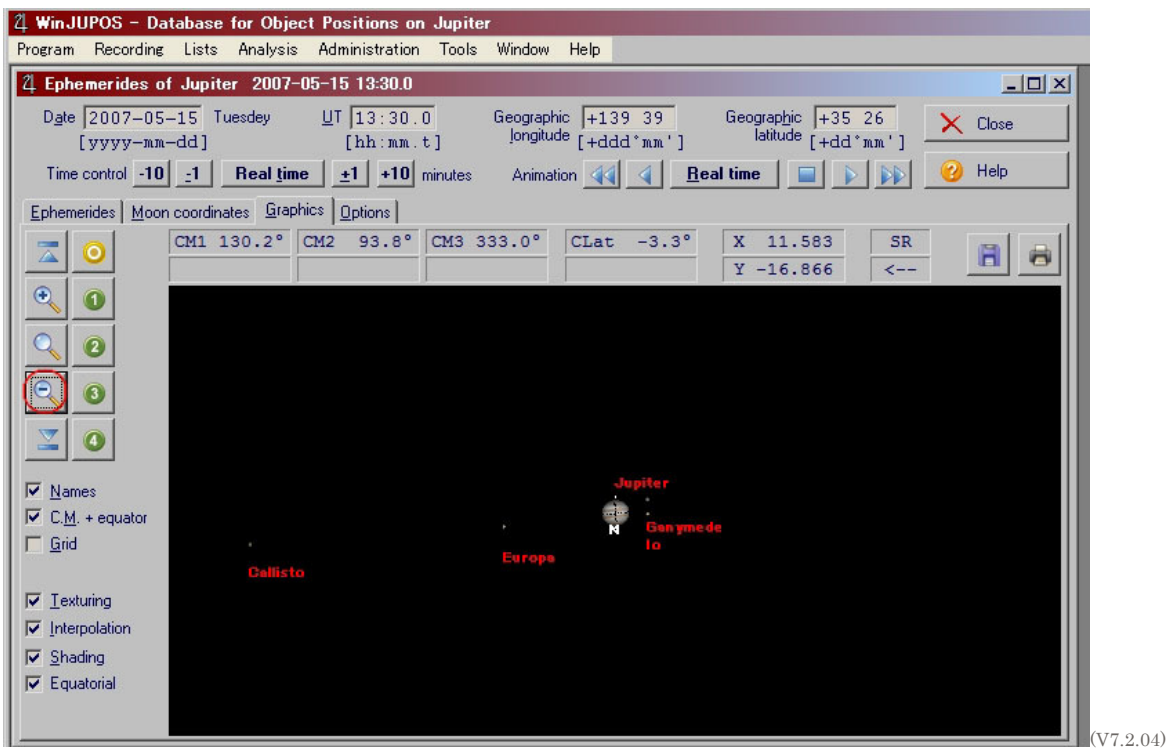 WinJUPOS - Database for Object Positions on Jupiter
Program Recording Lists Analysis Administration Tools Window Help
Ephemerides of Jupiter 2007-05-15 13:30.0
Date 2007-05-15 Tuesdey UT 13:30.0 Geographic longitude +139 39 Geographic latitude +35 26 Close
[yyyy-mm-dd] [hh:mm.t] [+ddd°mm'] [+dd°mm']
Time control -10 -1 Real time +1 +10 minutes Animation Real time Help
Ephemerides Moon coordinates Graphics Options
CM1 130.2° CM2 93.8° CM3 333.0° CLat -3.3° X 11.583 SR
Y -16.866 <--
1
2
3
4
Names
C.M. + equator
Grid
Texturing
Interpolation
Shading
Equatorial
Jupiter
N
Ganymede
Io
Europa
Callisto
(V7.2.04)